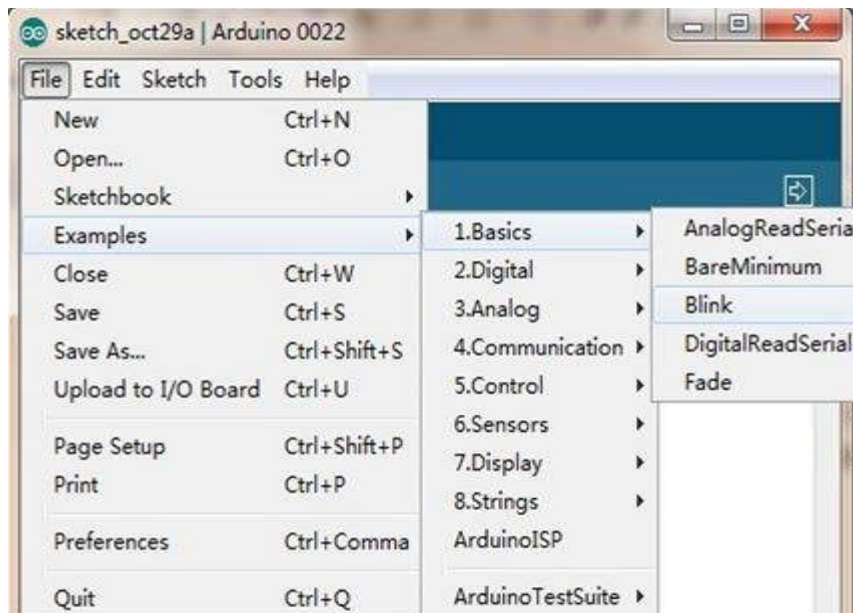 sketch_oct29a | Arduino 0022
File Edit Sketch Tools Help
New Ctrl+N
Open... Ctrl+O
Sketchbook
Examples
Close Ctrl+W
Save Ctrl+S
Save As... Ctrl+Shift+S
Upload to I/O Board Ctrl+U
Page Setup Ctrl+Shift+P
Print Ctrl+P
Preferences Ctrl+Comma
Quit Ctrl+Q
1.Basics
2.Digital
3.Analog
4.Communication
5.Control
6.Sensors
7.Display
8.Strings
ArduinoISP
ArduinoTestSuite
AnalogReadSeria
BareMinimum
Blink
DigitalReadSerial
Fade